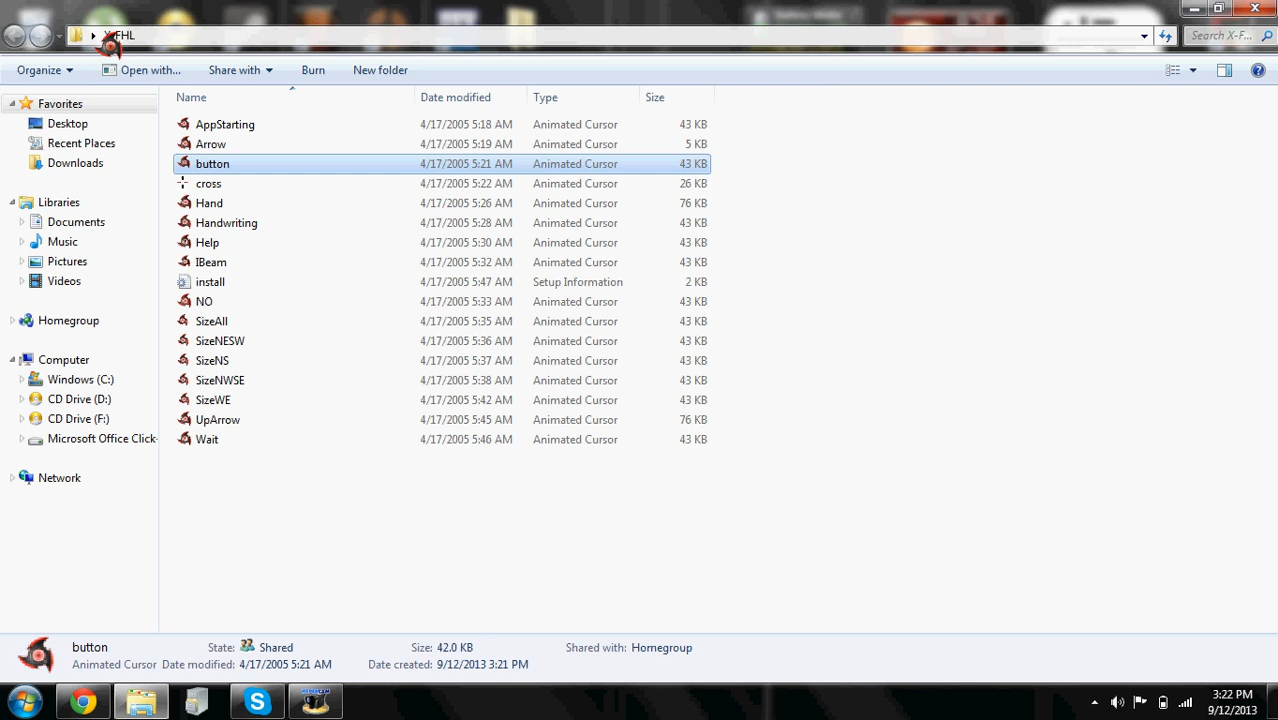 X-FHL
Search X-F...
Organize Open with... Share with Burn New folder
Name Date modified Type Size
Favorites
Desktop
Recent Places
Downloads
Libraries
Documents
Music
Pictures
Videos
Homegroup
Computer
Windows (C:)
CD Drive (D:)
CD Drive (F:)
Microsoft Office Click-
Network
AppStarting 4/17/2005 5:18 AM Animated Cursor 43 KB
Arrow 4/17/2005 5:19 AM Animated Cursor 5 KB
button 4/17/2005 5:21 AM Animated Cursor 43 KB
cross 4/17/2005 5:22 AM Animated Cursor 26 KB
Hand 4/17/2005 5:26 AM Animated Cursor 76 KB
Handwriting 4/17/2005 5:28 AM Animated Cursor 43 KB
Help 4/17/2005 5:30 AM Animated Cursor 43 KB
IBeam 4/17/2005 5:32 AM Animated Cursor 43 KB
install 4/17/2005 5:47 AM Setup Information 2 KB
NO 4/17/2005 5:33 AM Animated Cursor 43 KB
SizeAll 4/17/2005 5:35 AM Animated Cursor 43 KB
SizeNESW 4/17/2005 5:36 AM Animated Cursor 43 KB
SizeNS 4/17/2005 5:37 AM Animated Cursor 43 KB
SizeNWSE 4/17/2005 5:38 AM Animated Cursor 43 KB
SizeWE 4/17/2005 5:42 AM Animated Cursor 43 KB
UpArrow 4/17/2005 5:45 AM Animated Cursor 76 KB
Wait 4/17/2005 5:46 AM Animated Cursor 43 KB
button State: Shared Size: 42.0 KB Shared with: Homegroup
Animated Cursor Date modified: 4/17/2005 5:21 AM Date created: 9/12/2013 3:21 PM
3:22 PM
9/12/2013